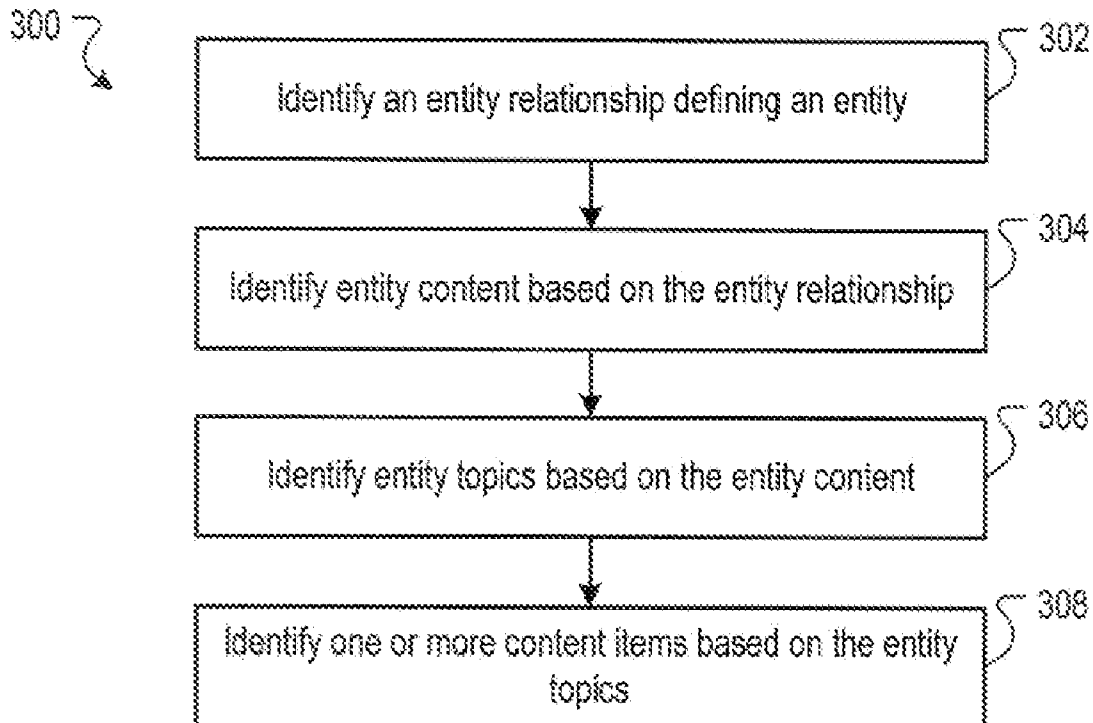 300
302
Identify an entity relationship defining an entity
304
Identify entity content based on the entity relationship
306
Identify entity topics based on the entity content
308
Identify one or more content items based on the entity
topics